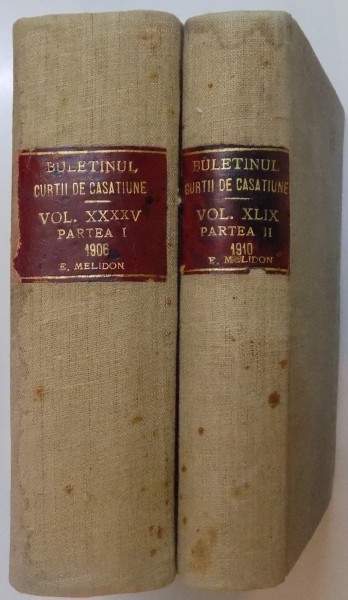 BULETINUL
CURTII DE CASATIUNE
VOL. XXXXV
PARTEA I
1906
E. MELIDON
BULETINUL
CURTII DE CASATIUNE
VOL. XLIX
PARTEA II
1910
E. MELIDON